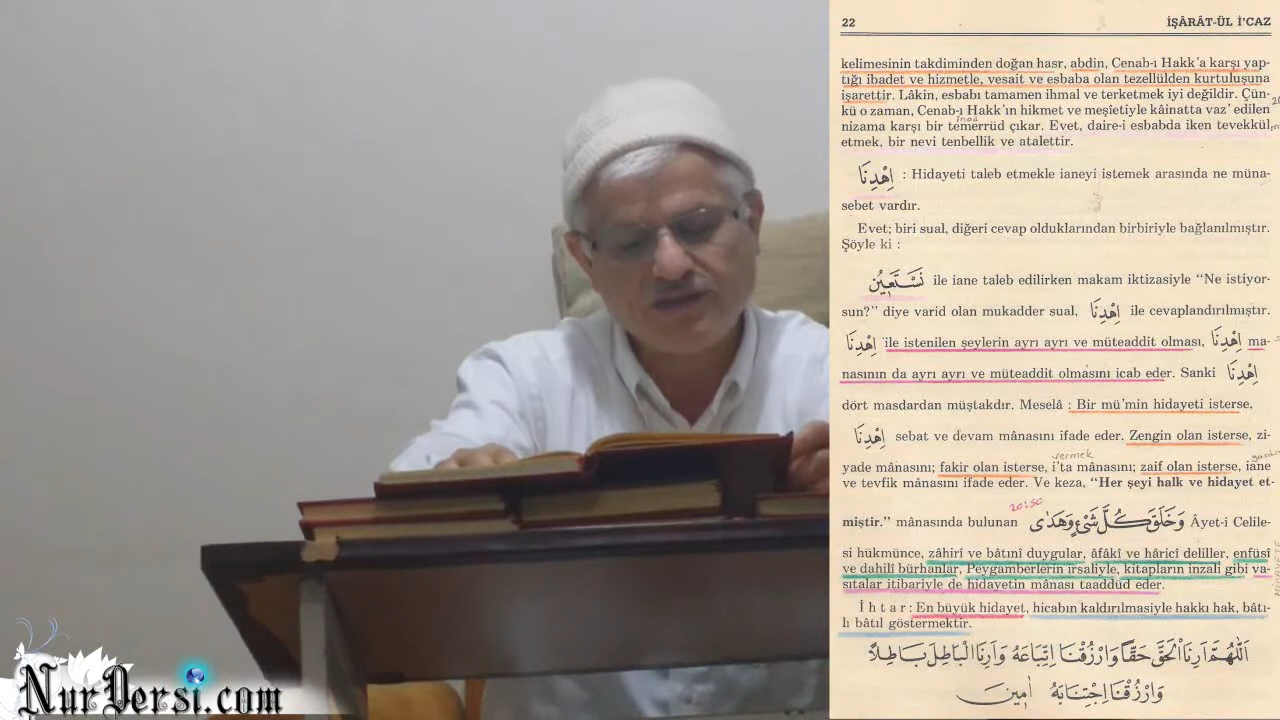 22 İŞÂRÂT-ÜL İ'CAZ
kelimesinin takdiminden doğan hasr, abdin, Cenab-ı Hakk'a karşı yap-
tığı ibadet ve hizmetle, vesait ve esbaba olan tezellülden kurtuluşuna
işarettir. Lâkin, esbabı tamamen ihmal ve terketmek iyi değildir. Çün-
kü o zaman, Cenab-ı Hakk'ın hikmet ve meşîetiyle kâinatta vaz' edilen
inad
nizama karşı bir temerrüd çıkar. Evet, daire-i esbabda iken tevekkül
etmek, bir nevi tenbellik ve atalettir.
اِهْدِنَا : Hidayeti taleb etmekle ianeyi istemek arasında ne müna-
sebet vardır.
Evet; biri sual, diğeri cevap olduklarından birbiriyle bağlanılmıştır.
Şöyle ki :
نَسْتَعِينُ ile iane taleb edilirken makam iktizasiyle “Ne istiyor-
sun?” diye varid olan mukadder sual, اِهْدِنَا ile cevaplandırılmıştır.
اِهْدِنَا ile istenilen şeylerin ayrı ayrı ve müteaddit olması, اِهْدِنَا ma-
nasının da ayrı ayrı ve müteaddit olmasını icab eder. Sanki اِهْدِنَا
dört masdardan müştakdır. Meselâ : Bir mü'min hidayeti isterse,
اِهْدِنَا sebat ve devam mânasını ifade eder. Zengin olan isterse, zi-
vermek
yade mânasını; fakir olan isterse, i'ta mânasını; zaif olan isterse, iane
ve tevfik mânasını ifade eder. Ve keza, “Her şeyi halk ve hidayet et-
20:50
miştir.” mânasında bulunan وَخَلَقَ كُلَّ شَىْءٍ وَهَدٰى Âyet-i Celile-
si hükmünce, zâhirî ve bâtınî duygular, âfâkî ve hâricî deliller, enfüsî
ve dahilî bürhanlar, Peygamberlerin irsaliyle, kitapların inzali gibi va-
sıtalar itibariyle de hidayetin mânası taaddüd eder.
İhtar: En büyük hidayet, hicabın kaldırılmasiyle hakkı hak, bâtı-
lı bâtıl göstermektir.
اَللّٰهُمَّ اَرِنَا الْحَقَّ حَقًّا وَارْزُقْنَا اِتِّبَاعَهُ وَاَرِنَا الْبَاطِلَ بَاطِلًا
وَارْزُقْنَا اِجْتِنَابَهُ اٰمِينَ
NurDersi.com